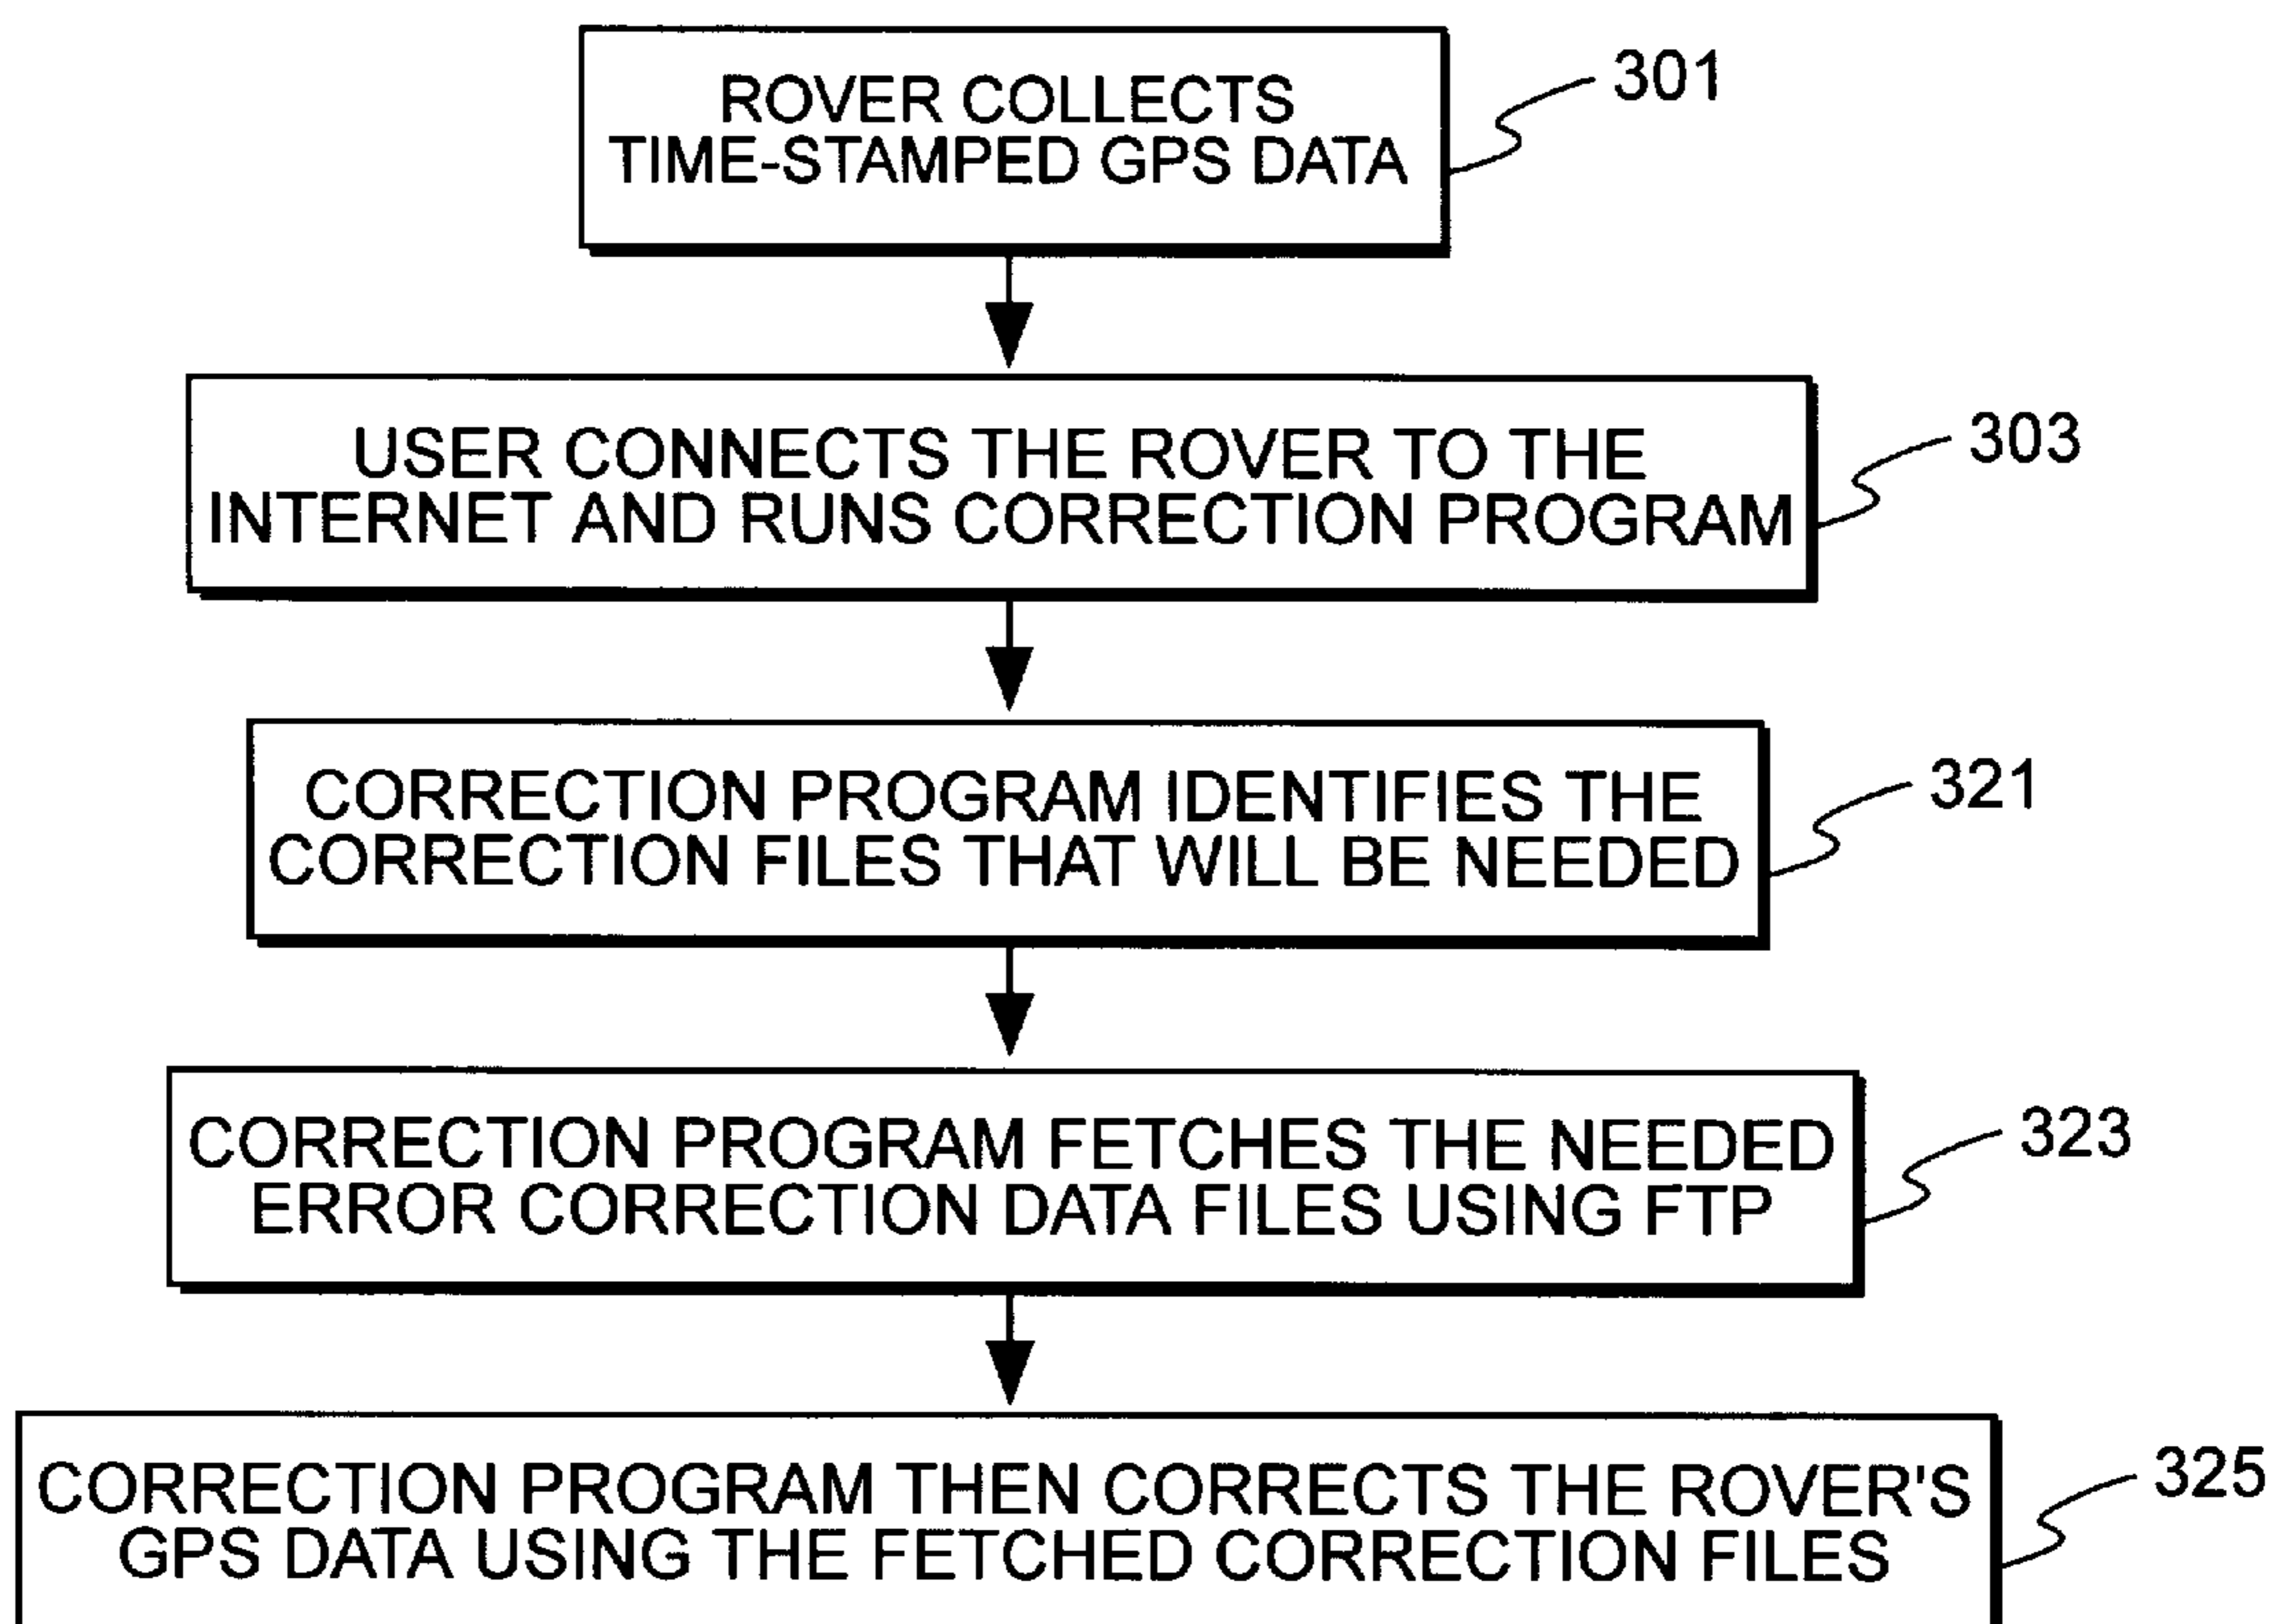 ROVER COLLECTS
TIME-STAMPED GPS DATA
301
USER CONNECTS THE ROVER TO THE
INTERNET AND RUNS CORRECTION PROGRAM
303
CORRECTION PROGRAM IDENTIFIES THE
CORRECTION FILES THAT WILL BE NEEDED
321
CORRECTION PROGRAM FETCHES THE NEEDED
ERROR CORRECTION DATA FILES USING FTP
323
CORRECTION PROGRAM THEN CORRECTS THE ROVER'S
GPS DATA USING THE FETCHED CORRECTION FILES
325